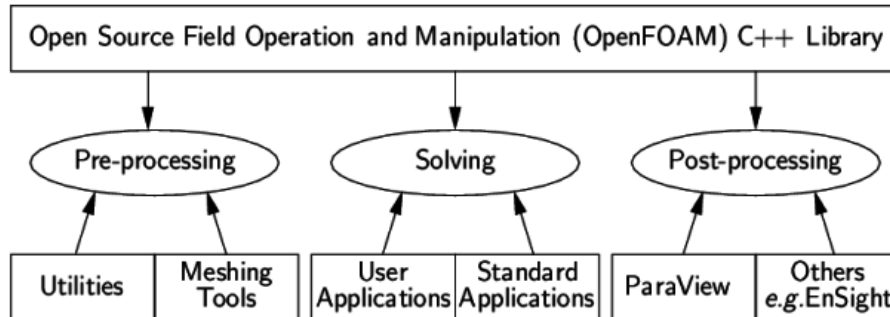 Open Source Field Operation and Manipulation (OpenFOAM) C++ Library
Pre-processing
Solving
Post-processing
Utilities
Meshing
Tools
User
Applications
Standard
Applications
ParaView
Others
e.g.EnSight